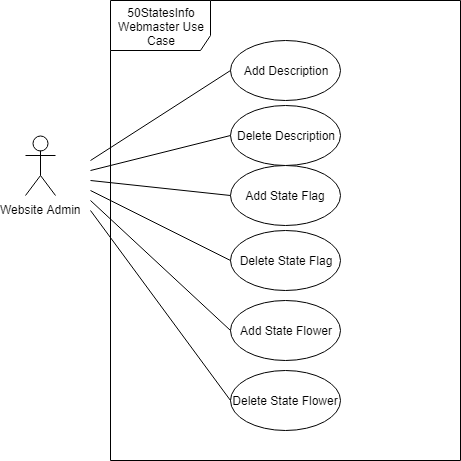 50StatesInfo
Webmaster Use
Case
Add Description
Delete Description
Website Admin
Add State Flag
Delete State Flag
Add State Flower
Delete State Flower